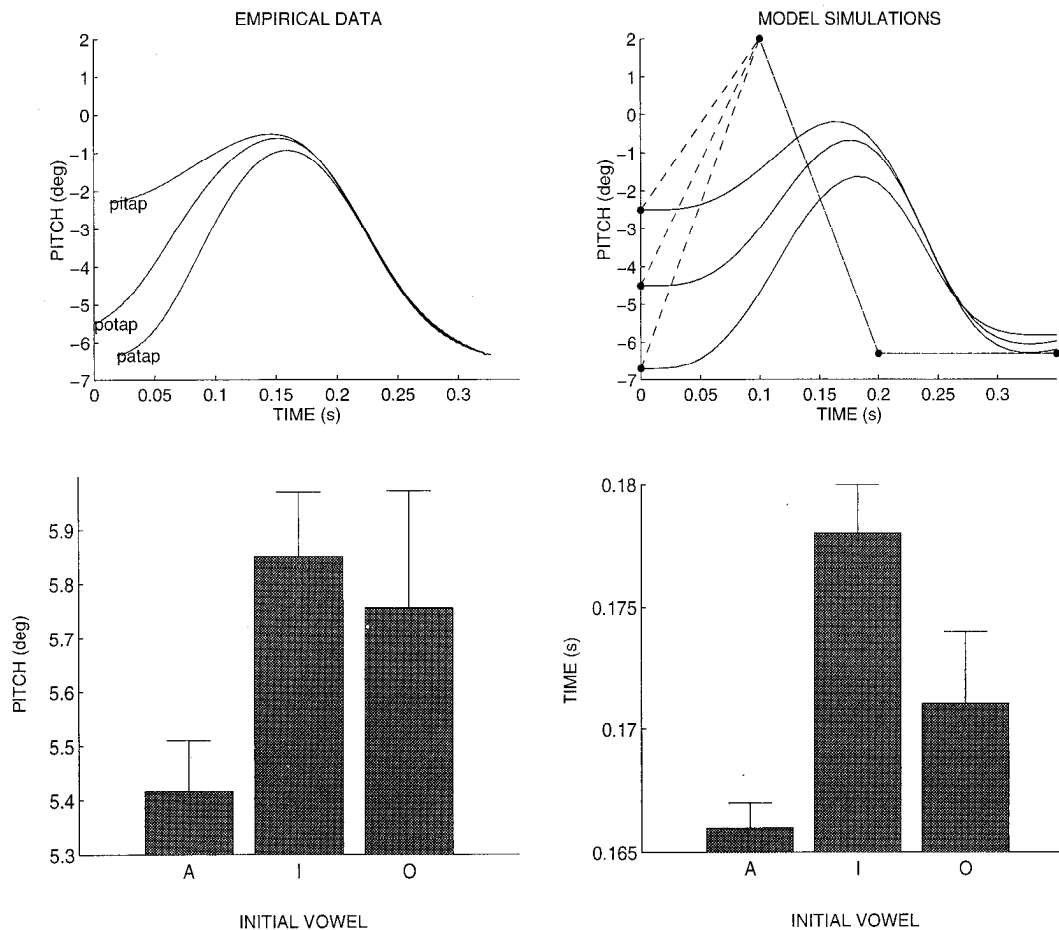 EMPIRICAL DATA
2
1
0
−1
−2
−3
−4
−5
−6
−7
PITCH (deg)
pitap
potap
patap
0 0.05 0.1 0.15 0.2 0.25 0.3
TIME (s)
MODEL SIMULATIONS
2
1
0
−1
−2
−3
−4
−5
−6
−7
PITCH (deg)
0 0.05 0.1 0.15 0.2 0.25 0.3
TIME (s)
5.9
5.8
5.7
5.6
5.5
5.4
5.3
PITCH (deg)
A I O
INITIAL VOWEL
0.18
0.175
0.17
0.165
TIME (s)
A I O
INITIAL VOWEL